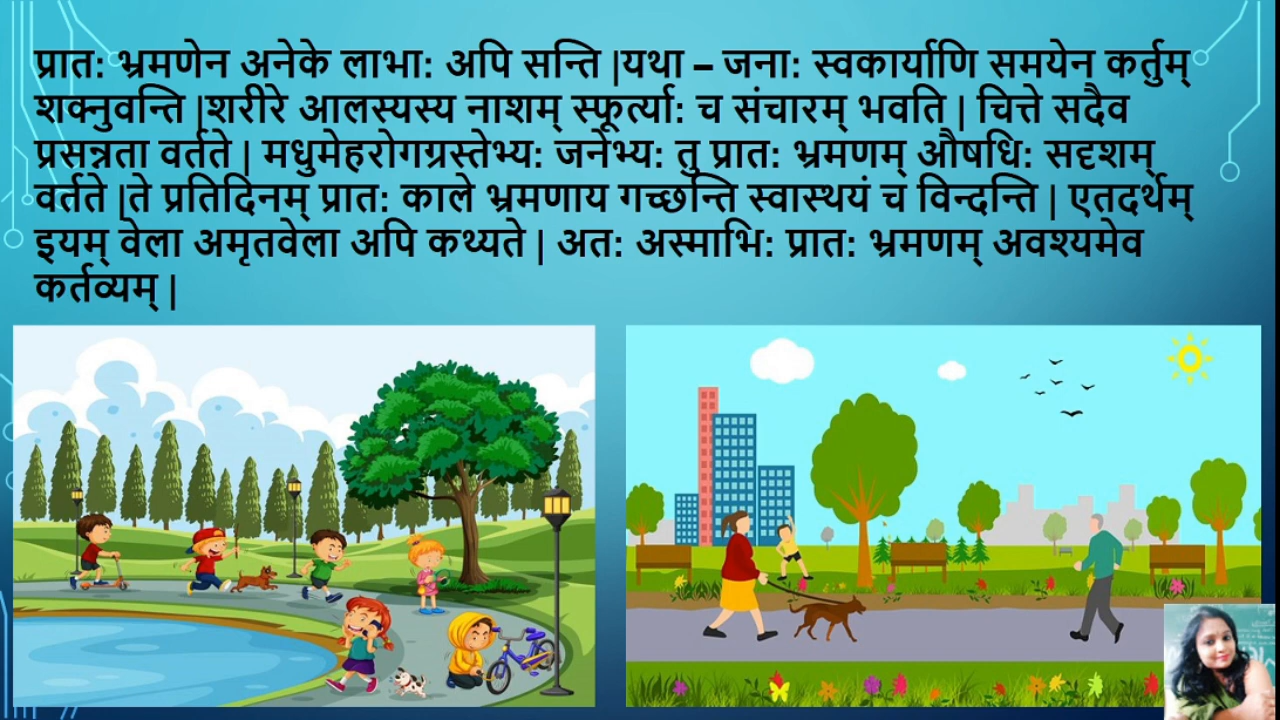 प्रात: भ्रमणेन अनेके लाभा: अपि सन्ति |यथा – जना: स्वकार्याणि समयेन कर्तुम्
शक्नुवन्ति |शरीरे आलस्यस्य नाशम् स्फूर्त्या: च संचारम् भवति | चित्ते सदैव
प्रसन्नता वर्तते | मधुमेहरोगग्रस्तेभ्य: जनेभ्य: तु प्रात: भ्रमणम् औषधि: सदृशम्
वर्तते |ते प्रतिदिनम् प्रात: काले भ्रमणाय गच्छन्ति स्वास्थयं च विन्दन्ति | एतदर्थम्
इयम् वेला अमृतवेला अपि कथ्यते | अत: अस्माभि: प्रात: भ्रमणम् अवश्यमेव
कर्तव्यम् |